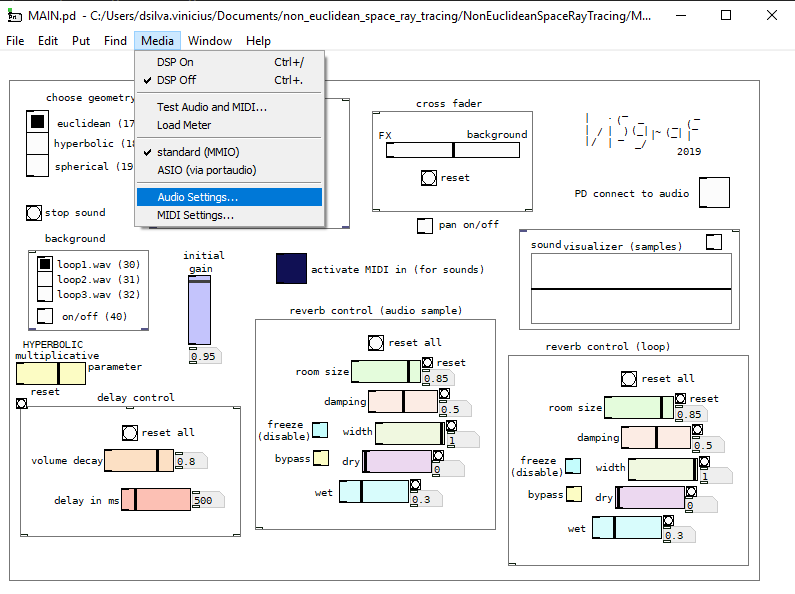 MAIN.pd - C:/Users/dsilva.vinicius/Documents/non_euclidean_space_ray_tracing/NonEuclideanSpaceRayTracing/M...
File Edit Put Find Media Window Help
DSP On Ctrl+/
DSP Off Ctrl+.
Test Audio and MIDI...
Load Meter
standard (MMIO)
ASIO (via portaudio)
Audio Settings...
MIDI Settings...
choose geometry
euclidean (17
hyperbolic (18
spherical (19
stop sound
background
loop1.wav (30)
loop2.wav (31)
loop3.wav (32)
on/off (40)
initial
gain
0.95
HYPERBOLIC
multiplicative
parameter
reset
delay control
reset all
volume decay
0.8
delay in ms
500
cross fader
FX
background
reset
pan on/off
activate MIDI in (for sounds)
2019
PD connect to audio
sound visualizer (samples)
reverb control (audio sample)
reset all
room size
reset
0.85
damping
0.5
freeze
(disable)
width
1
bypass
dry
0
wet
0.3
reverb control (loop)
reset all
room size
reset
0.85
damping
0.5
freeze
(disable)
width
1
bypass
dry
0
wet
0.3